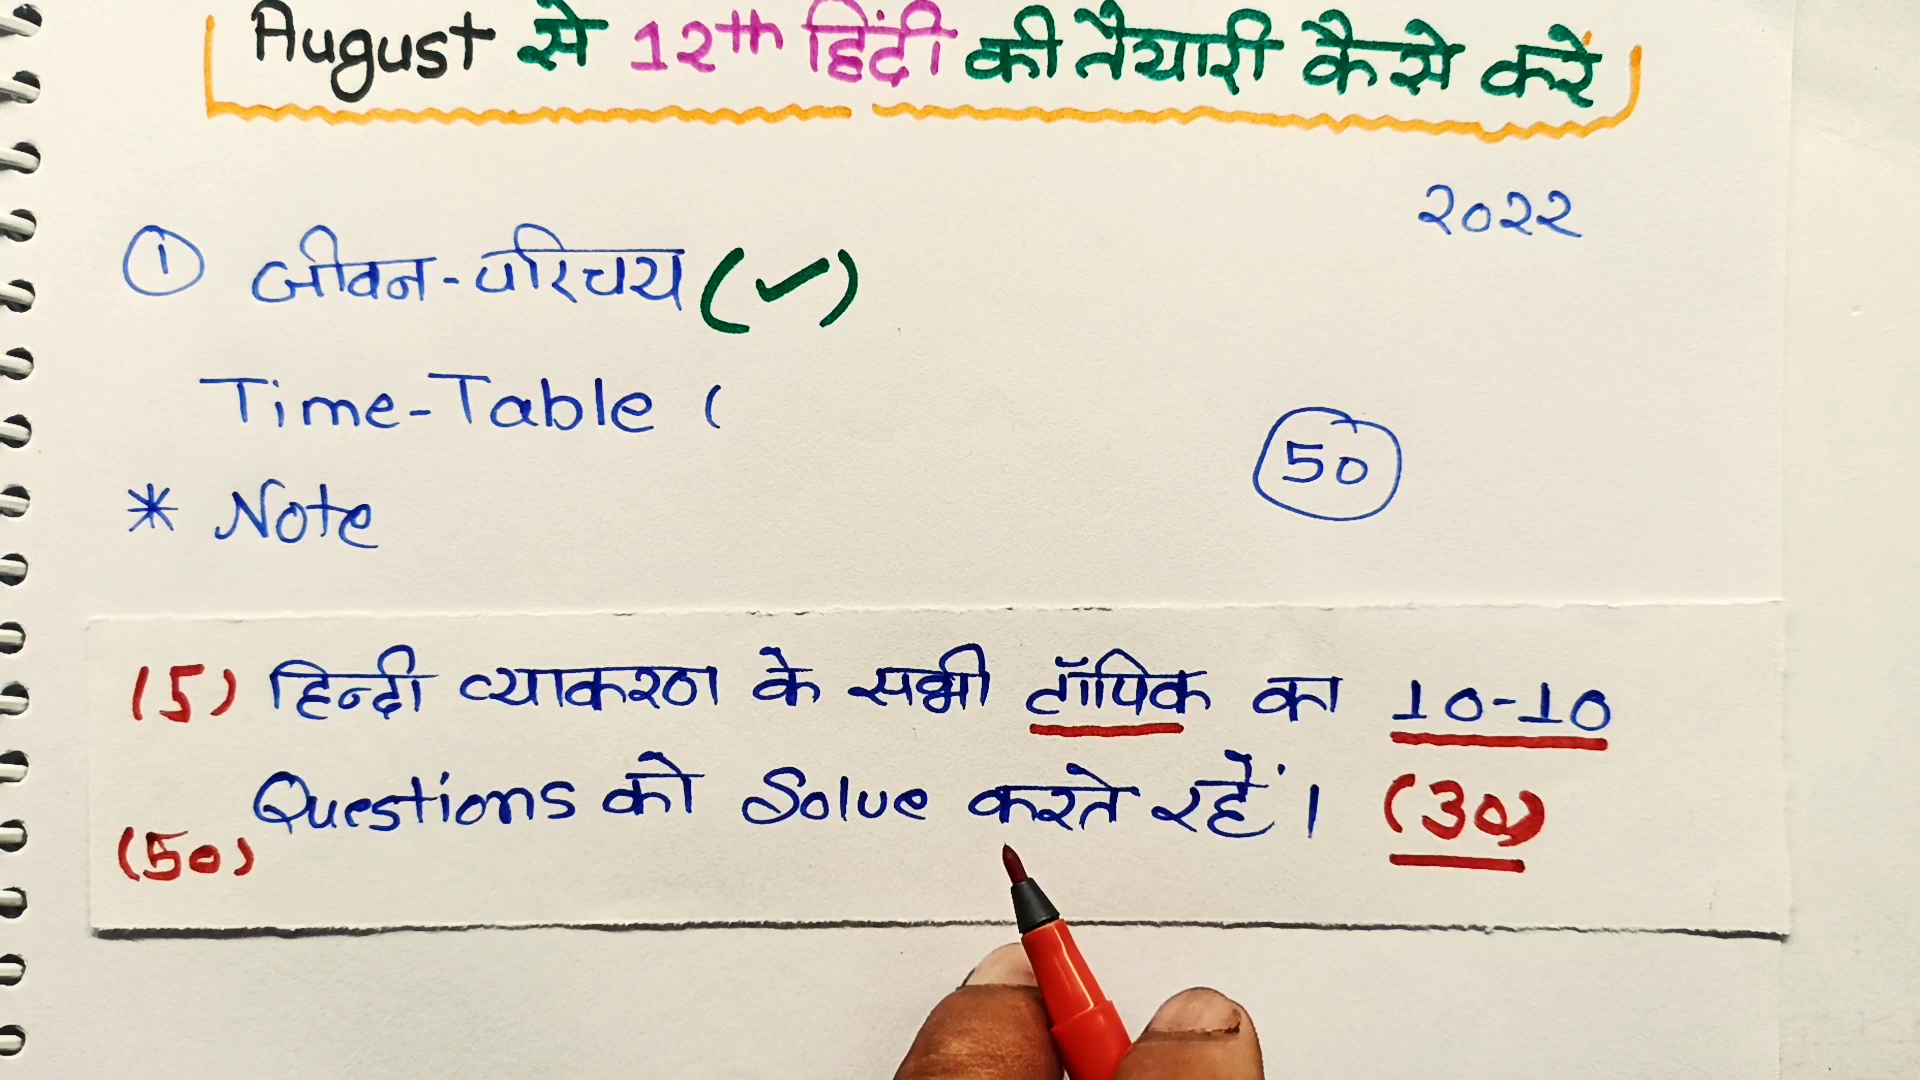 August से 12th हिंदी की तैयारी कैसे करें
२०२२
① जीवन-परिचय (✓)
Time-Table (
50
* Note
(5) हिन्दी व्याकरण के सभी टॉपिक का 10-10
Questions को Solve करते रहें। (30)
(50)